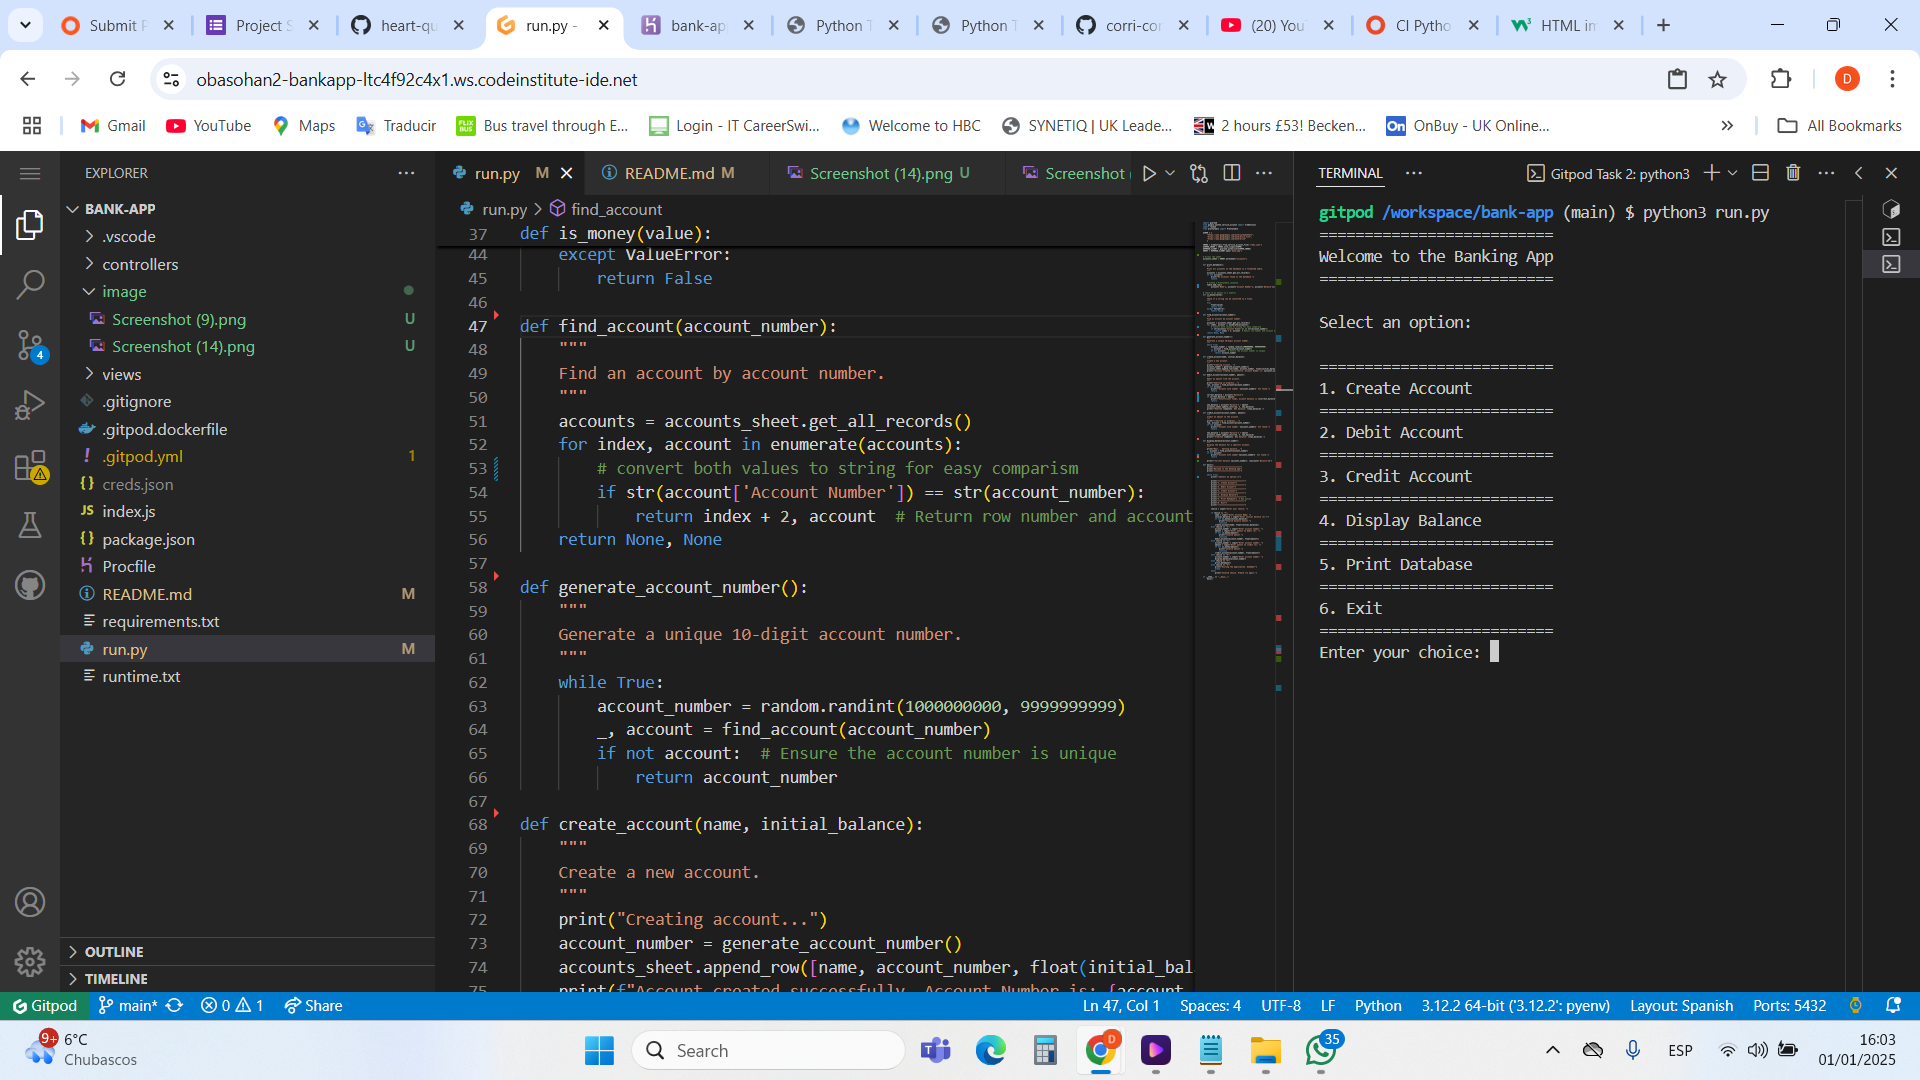 Submit P
Project S
heart-qu
run.py -
bank-ap
Python T
Python T
corri-cor
(20) You
CI Pytho
HTML in
obasohan2-bankapp-ltc4f92c4x1.ws.codeinstitute-ide.net
D
Gmail
YouTube
Maps
Traducir
Bus travel through E...
Login - IT CareerSwi...
Welcome to HBC
SYNETIQ | UK Leade...
2 hours £53! Becken...
On
OnBuy - UK Online...
All Bookmarks
EXPLORER
BANK-APP
.vscode
controllers
image
Screenshot (9).png U
Screenshot (14).png U
views
.gitignore
.gitpod.dockerfile
.gitpod.yml 1
creds.json
index.js
package.json
Procfile
README.md M
requirements.txt
run.py M
runtime.txt
OUTLINE
TIMELINE
4
run.py M
README.md M
Screenshot (14).png U
Screenshot (
run.py > find_account
37 def is_money(value):
44 except ValueError:
45 return False
46
47 def find_account(account_number):
48 """
49 Find an account by account number.
50 """
51 accounts = accounts_sheet.get_all_records()
52 for index, account in enumerate(accounts):
53 # convert both values to string for easy comparism
54 if str(account['Account Number']) == str(account_number):
55 return index + 2, account # Return row number and account
56 return None, None
57
58 def generate_account_number():
59 """
60 Generate a unique 10-digit account number.
61 """
62 while True:
63 account_number = random.randint(1000000000, 9999999999)
64 _, account = find_account(account_number)
65 if not account: # Ensure the account number is unique
66 return account_number
67
68 def create_account(name, initial_balance):
69 """
70 Create a new account.
71 """
72 print("Creating account...")
73 account_number = generate_account_number()
74 accounts_sheet.append_row([name, account_number, float(initial_bal
75 print(f"Account created successfully. Account Number is: {account
TERMINAL
Gitpod Task 2: python3
gitpod /workspace/bank-app (main) $ python3 run.py
==========================
Welcome to the Banking App
==========================
Select an option:
==========================
1. Create Account
==========================
2. Debit Account
==========================
3. Credit Account
==========================
4. Display Balance
==========================
5. Print Database
==========================
6. Exit
==========================
Enter your choice:
Gitpod
main*
0
1
Share
Ln 47, Col 1
Spaces: 4
UTF-8
LF
Python
3.12.2 64-bit ('3.12.2': pyenv)
Layout: Spanish
Ports: 5432
9+
6°C
Chubascos
Search
D
35
ESP
16:03
01/01/2025